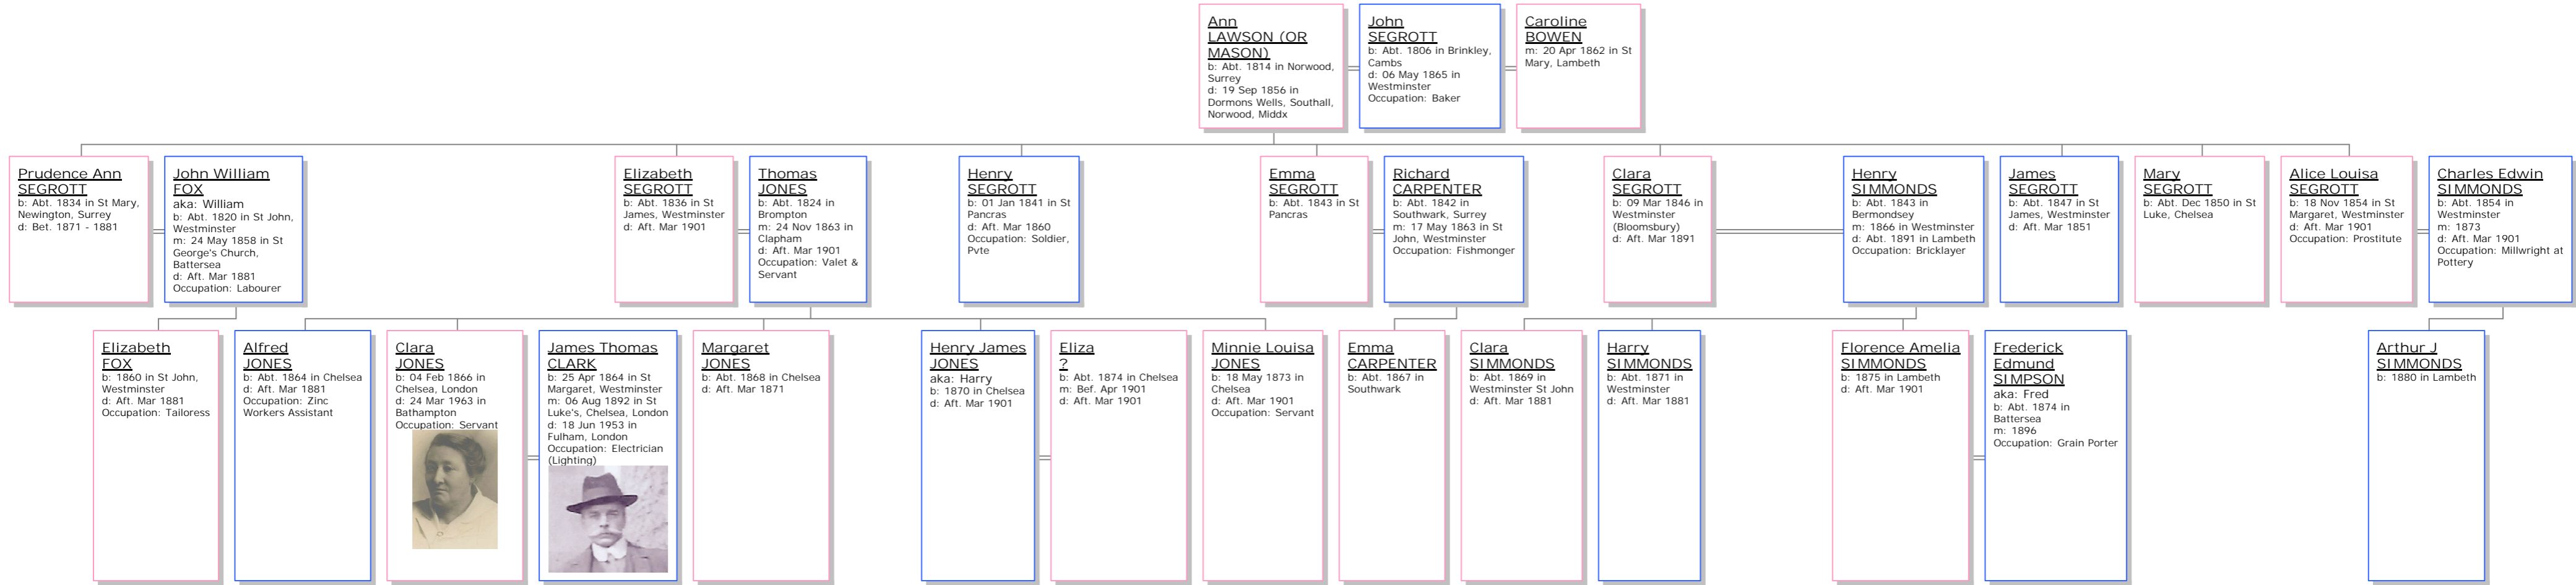 Ann
LAWSON (OR
MASON)
b: Abt. 1814 in Norwood,
Surrey
d: 19 Sep 1856 in
Dormons Wells, Southall,
Norwood, Middx
John
SEGROTT
b: Abt. 1806 in Brinkley,
Cambs
d: 06 May 1865 in
Westminster
Occupation: Baker
Caroline
BOWEN
m: 20 Apr 1862 in St
Mary, Lambeth
Prudence Ann
SEGROTT
b: Abt. 1834 in St Mary,
Newington, Surrey
d: Bet. 1871 - 1881
John William
FOX
aka: William
b: Abt. 1820 in St John,
Westminster
m: 24 May 1858 in St
George's Church,
Battersea
d: Aft. Mar 1881
Occupation: Labourer
Elizabeth
SEGROTT
b: Abt. 1836 in St
James, Westminster
d: Aft. Mar 1901
Thomas
JONES
b: Abt. 1824 in
Brompton
m: 24 Nov 1863 in
Clapham
d: Aft. Mar 1901
Occupation: Valet &
Servant
Henry
SEGROTT
b: 01 Jan 1841 in St
Pancras
d: Aft. Mar 1860
Occupation: Soldier,
Pvte
Emma
SEGROTT
b: Abt. 1843 in St
Pancras
Richard
CARPENTER
b: Abt. 1842 in
Southwark, Surrey
m: 17 May 1863 in St
John, Westminster
Occupation: Fishmonger
Clara
SEGROTT
b: 09 Mar 1846 in
Westminster
(Bloomsbury)
d: Aft. Mar 1891
Henry
SIMMONDS
b: Abt. 1843 in
Bermondsey
m: 1866 in Westminster
d: Abt. 1891 in Lambeth
Occupation: Bricklayer
James
SEGROTT
b: Abt. 1847 in St
James, Westminster
d: Aft. Mar 1851
Mary
SEGROTT
b: Abt. Dec 1850 in St
Luke, Chelsea
Alice Louisa
SEGROTT
b: 18 Nov 1854 in St
Margaret, Westminster
d: Aft. Mar 1901
Occupation: Prostitute
Charles Edwin
SIMMONDS
b: Abt. 1854 in
Westminster
m: 1873
d: Aft. Mar 1901
Occupation: Millwright at
Pottery
Elizabeth
FOX
b: 1860 in St John,
Westminster
d: Aft. Mar 1881
Occupation: Tailoress
Alfred
JONES
b: Abt. 1864 in Chelsea
d: Aft. Mar 1881
Occupation: Zinc
Workers Assistant
Clara
JONES
b: 04 Feb 1866 in
Chelsea, London
d: 24 Mar 1963 in
Bathampton
Occupation: Servant
James Thomas
CLARK
b: 25 Apr 1864 in St
Margaret, Westminster
m: 06 Aug 1892 in St
Luke's, Chelsea, London
d: 18 Jun 1953 in
Fulham, London
Occupation: Electrician
(Lighting)
Margaret
JONES
b: Abt. 1868 in Chelsea
d: Aft. Mar 1871
Henry James
JONES
aka: Harry
b: 1870 in Chelsea
d: Aft. Mar 1901
Eliza
?
b: Abt. 1874 in Chelsea
m: Bef. Apr 1901
d: Aft. Mar 1901
Minnie Louisa
JONES
b: 18 May 1873 in
Chelsea
d: Aft. Mar 1901
Occupation: Servant
Emma
CARPENTER
b: Abt. 1867 in
Southwark
Clara
SIMMONDS
b: Abt. 1869 in
Westminster St John
d: Aft. Mar 1881
Harry
SIMMONDS
b: Abt. 1871 in
Westminster
d: Aft. Mar 1881
Florence Amelia
SIMMONDS
b: 1875 in Lambeth
d: Aft. Mar 1901
Frederick
Edmund
SIMPSON
aka: Fred
b: Abt. 1874 in
Battersea
m: 1896
Occupation: Grain Porter
Arthur J
SIMMONDS
b: 1880 in Lambeth